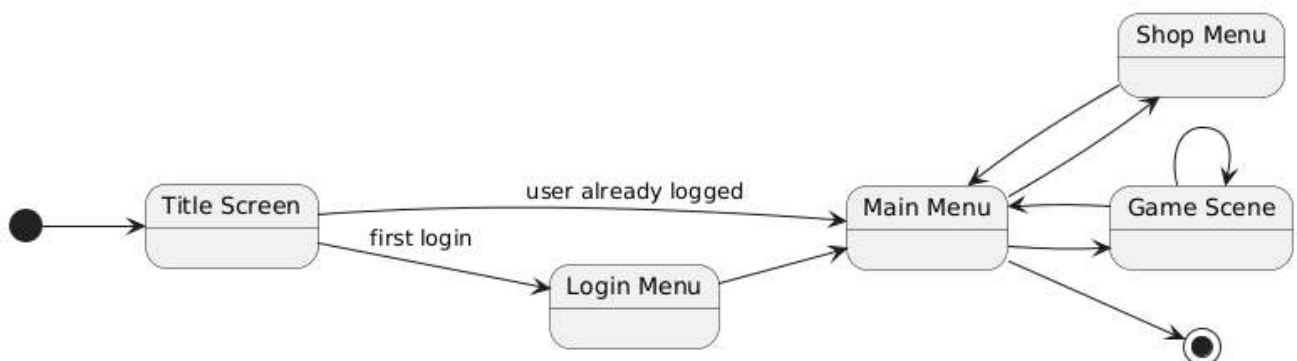 Shop Menu
user already logged
Title Screen
Main Menu
Game Scene
first login
Login Menu